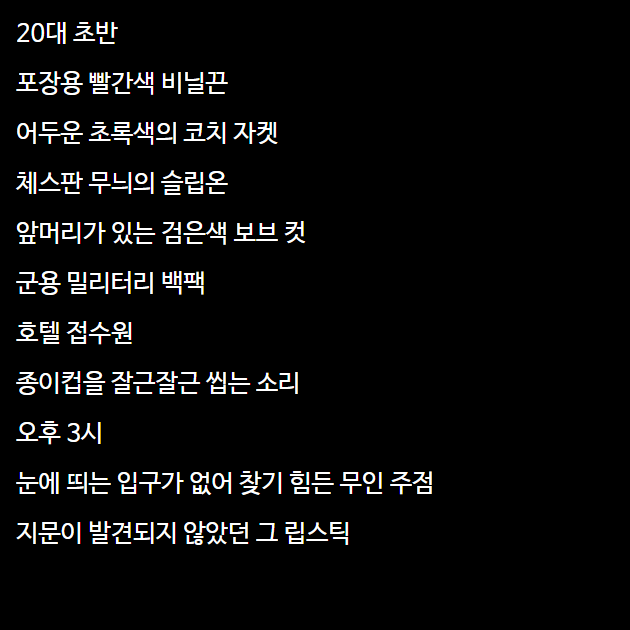 20대 초반
포장용 빨간색 비닐끈
어두운 초록색의 코치 자켓
체스판 무늬의 슬립온
앞머리가 있는 검은색 보브 컷
군용 밀리터리 백팩
호텔 접수원
종이컵을 잘근잘근 씹는 소리
오후 3시
눈에 띄는 입구가 없어 찾기 힘든 무인 주점
지문이 발견되지 않았던 그 립스틱